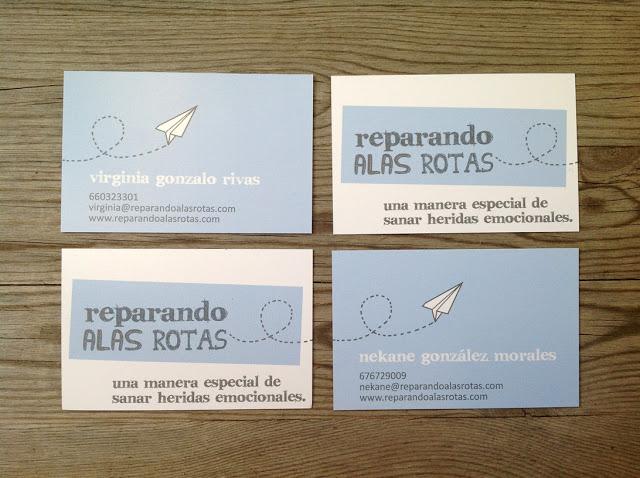 virginia gonzalo rivas
660323301
virginia@reparandoalasrotas.com
www.reparandoalasrotas.com
reparando
ALAS ROTAS
una manera especial de
sanar heridas emocionales.
reparando
ALAS ROTAS
una manera especial de
sanar heridas emocionales.
nekane gonzález morales
676729009
nekane@reparandoalasrotas.com
www.reparandoalasrotas.com